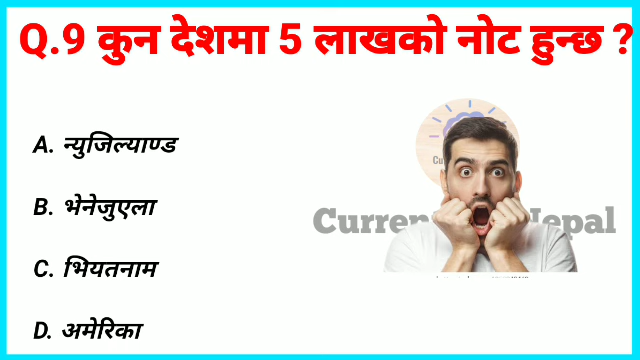 Q.9 कुन देशमा 5 लाखको नोट हुन्छ ?
A. न्युजिल्याण्ड
B. भेनेजुएला
C. भियतनाम
D. अमेरिका